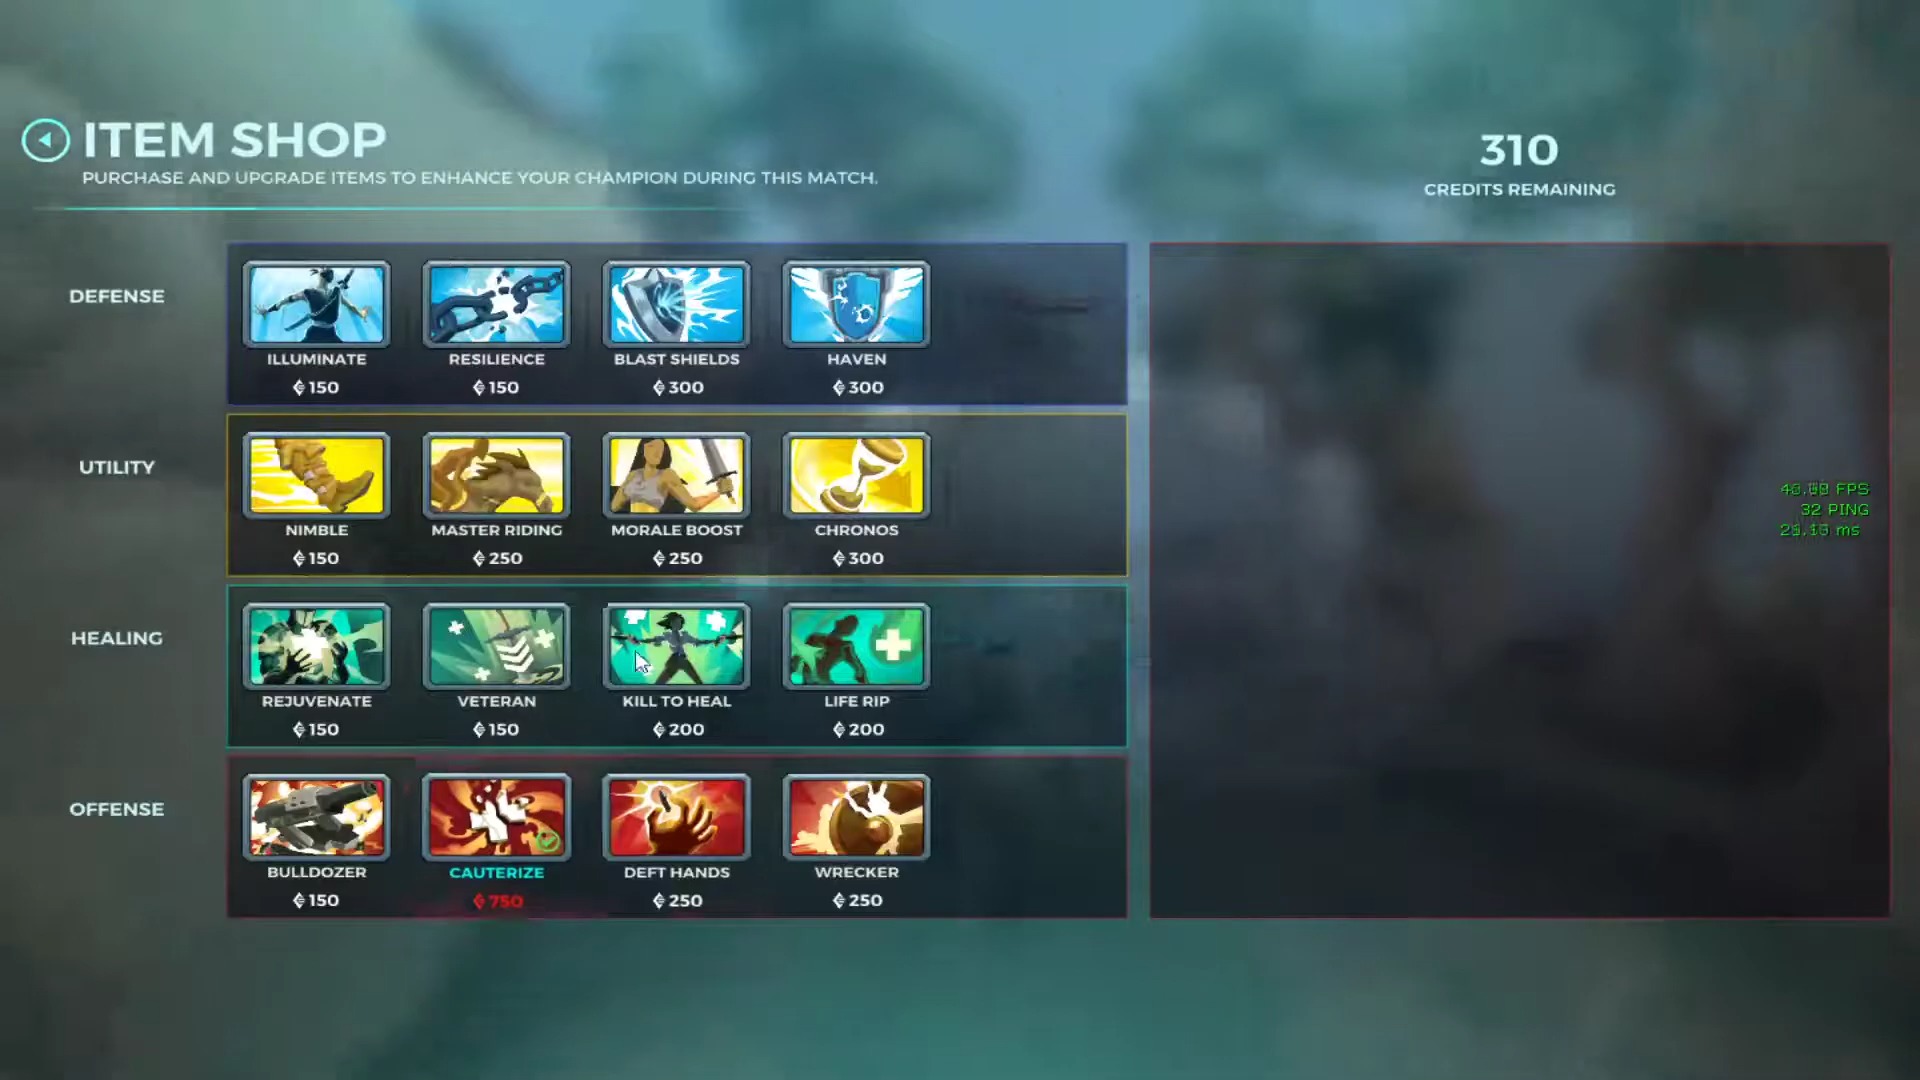 ITEM SHOP
PURCHASE AND UPGRADE ITEMS TO ENHANCE YOUR CHAMPION DURING THIS MATCH.
310
CREDITS REMAINING
DEFENSE
ILLUMINATE
150
RESILIENCE
150
BLAST SHIELDS
300
HAVEN
300
UTILITY
NIMBLE
150
MASTER RIDING
250
MORALE BOOST
250
CHRONOS
300
HEALING
REJUVENATE
150
VETERAN
150
KILL TO HEAL
200
LIFE RIP
200
OFFENSE
BULLDOZER
150
CAUTERIZE
750
DEFT HANDS
250
WRECKER
250
FPS
32 PING
ms